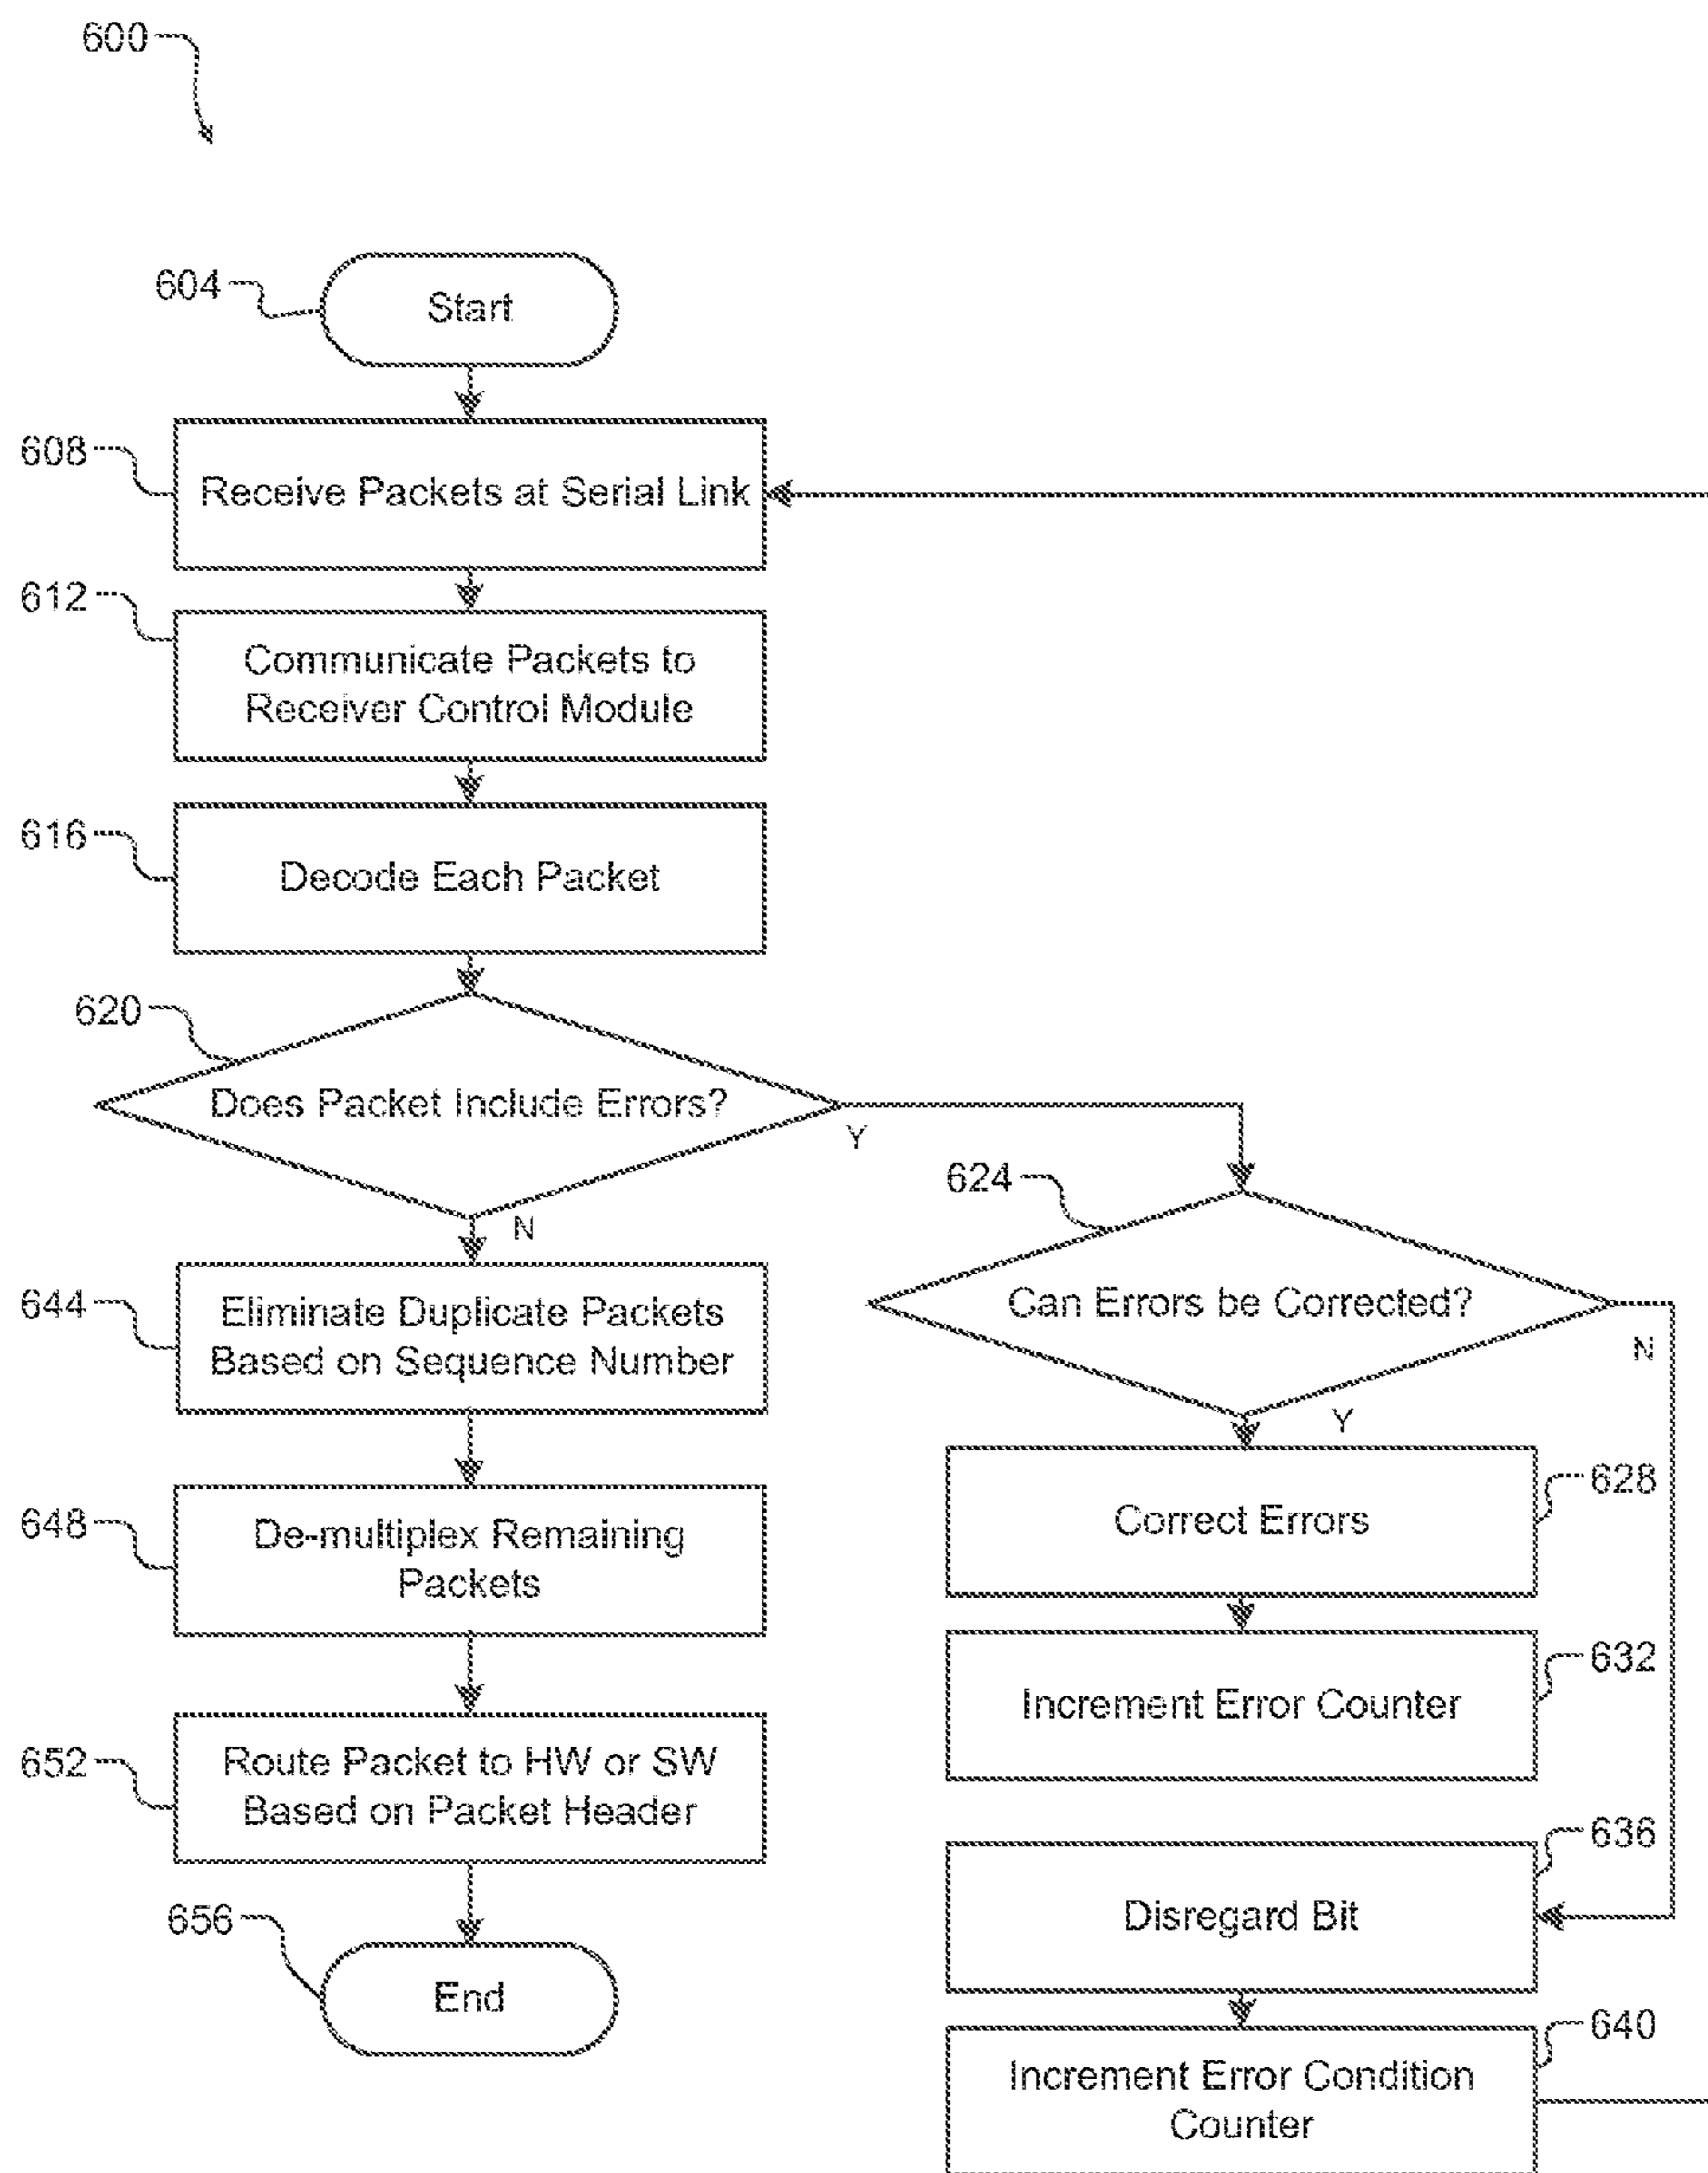 600
604
Start
608
Receive Packets at Serial Link
612
Communicate Packets to
Receiver Control Module
616
Decode Each Packet
620
Does Packet Include Errors?
Y
N
624
Can Errors be Corrected?
N
Y
644
Eliminate Duplicate Packets
Based on Sequence Number
628
Correct Errors
648
De-multiplex Remaining
Packets
632
Increment Error Counter
652
Route Packet to HW or SW
Based on Packet Header
636
Disregard Bit
656
End
640
Increment Error Condition
Counter